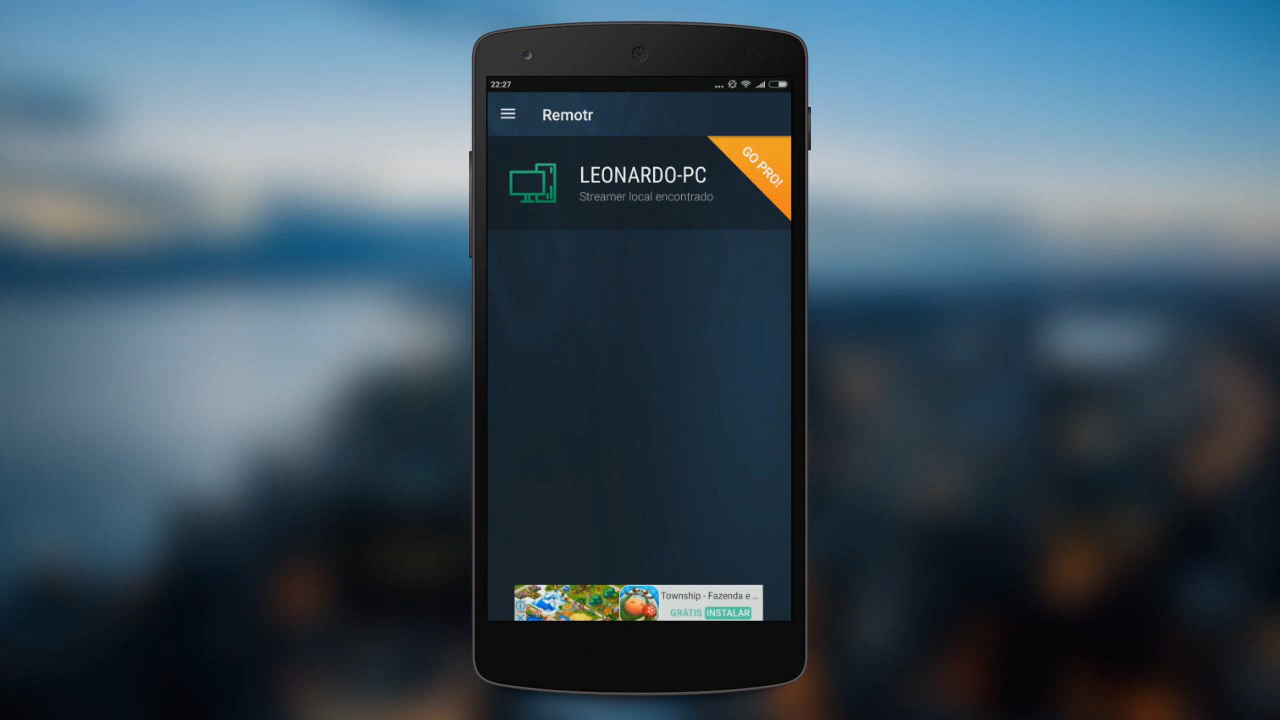 22:27
Remotr
GO PRO!
LEONARDO-PC
Streamer local encontrado
Township - Fazenda e ...
GRÁTIS INSTALAR